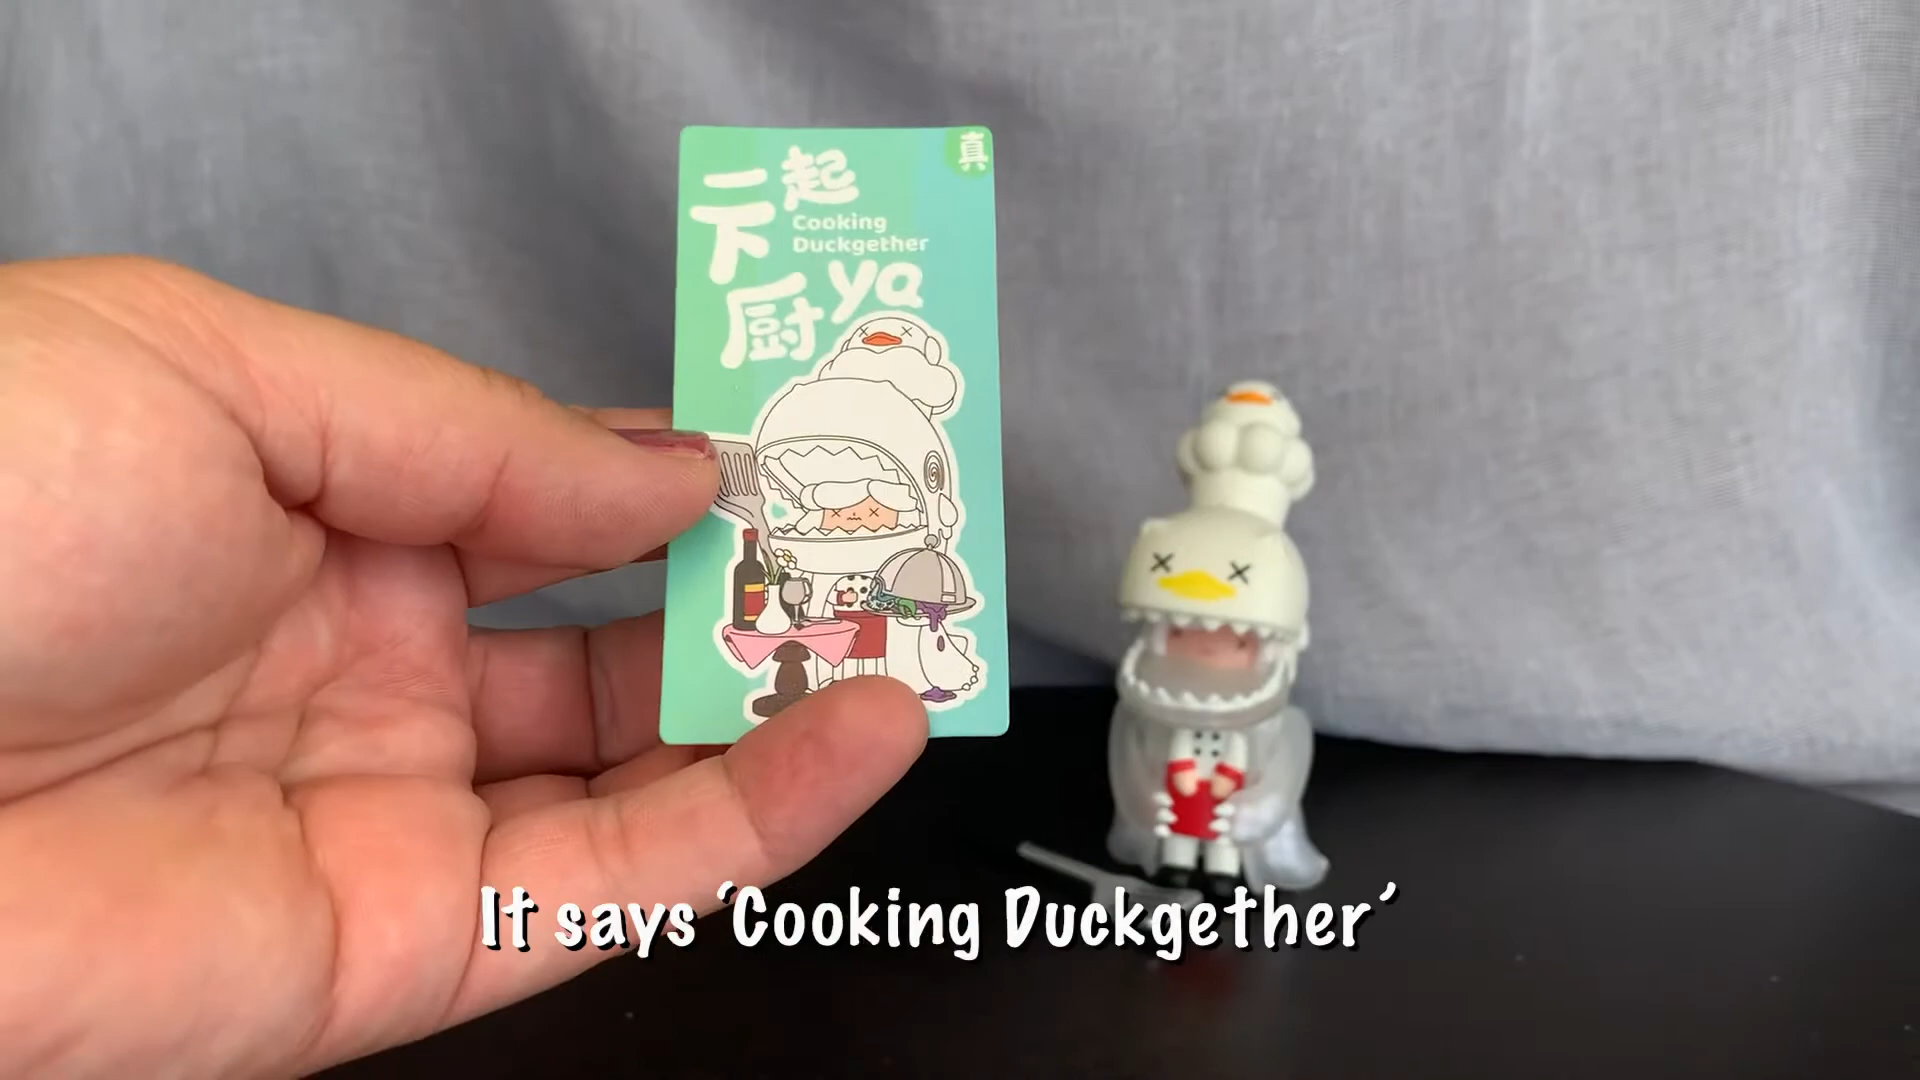 真
一起
下
Cooking
Duckgether
厨ya
It says ‘Cooking Duckgether’